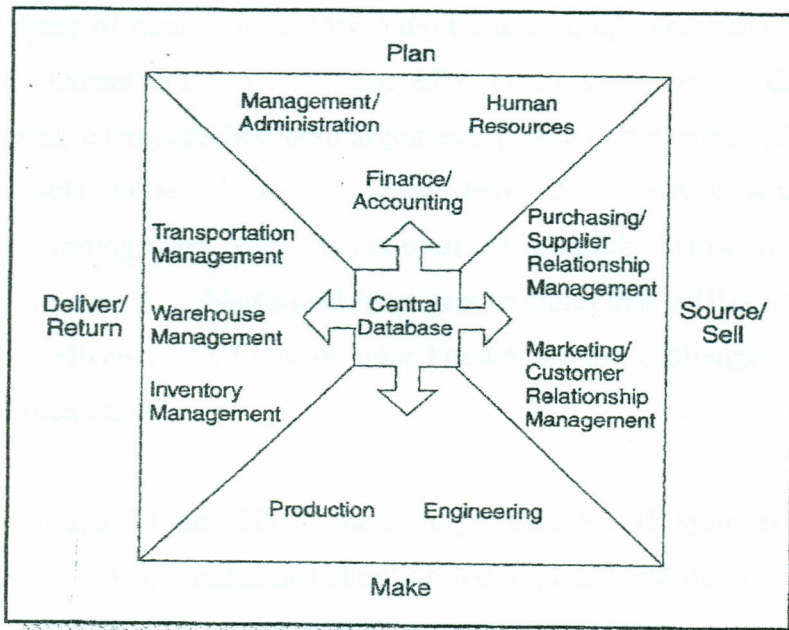 Plan
Management/
Administration
Human
Resources
Finance/
Accounting
Transportation
Management
Purchasing/
Supplier
Relationship
Management
Deliver/
Return
Warehouse
Management
Central
Database
Source/
Sell
Marketing/
Customer
Relationship
Management
Inventory
Management
Production
Engineering
Make